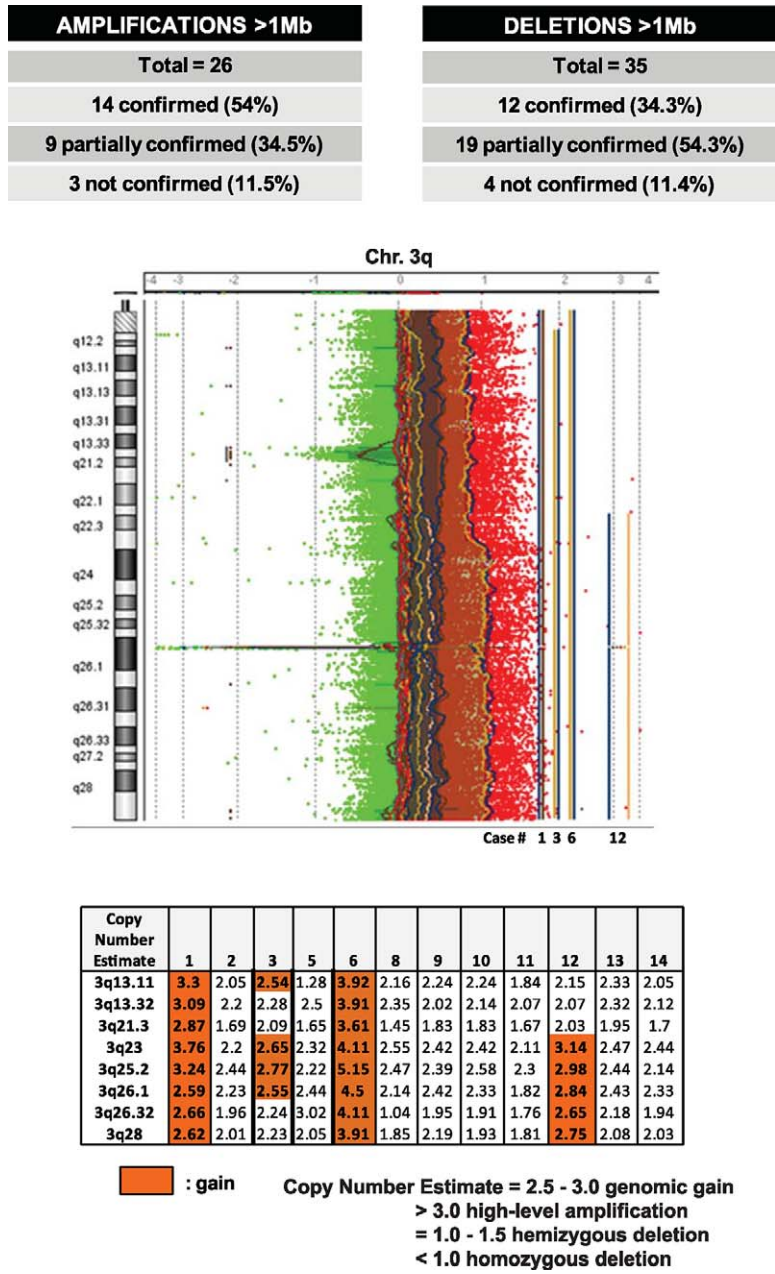 AMPLIFICATIONS >1Mb
Total = 26
14 confirmed (54%)
9 partially confirmed (34.5%)
3 not confirmed (11.5%)
DELETIONS >1Mb
Total = 35
12 confirmed (34.3%)
19 partially confirmed (54.3%)
4 not confirmed (11.4%)
Chr. 3q
-4 -3 -2 -1 0 1 2 3 4
q12.2
q13.11
q13.13
q13.31
q13.33
q21.2
q22.1
q22.3
q24
q25.2
q25.32
q26.1
q26.31
q26.33
q27.2
q28
Case # 1 3 6 12
Copy Number Estimate 1 2 3 5 6 8 9 10 11 12 13 14
3q13.11 3.3 2.05 2.54 1.28 3.92 2.16 2.24 2.24 1.84 2.15 2.33 2.05
3q13.32 3.09 2.2 2.28 2.5 3.91 2.35 2.02 2.14 2.07 2.07 2.32 2.12
3q21.3 2.87 1.69 2.09 1.65 3.61 1.45 1.83 1.83 1.67 2.03 1.95 1.7
3q23 3.76 2.2 2.65 2.32 4.11 2.55 2.42 2.42 2.11 3.14 2.47 2.44
3q25.2 3.24 2.44 2.77 2.22 5.15 2.47 2.39 2.58 2.3 2.98 2.44 2.14
3q26.1 2.59 2.23 2.55 2.44 4.5 2.14 2.42 2.33 1.82 2.84 2.43 2.33
3q26.32 2.66 1.96 2.24 3.02 4.11 1.04 1.95 1.91 1.76 2.65 2.18 1.94
3q28 2.62 2.01 2.23 2.05 3.91 1.85 2.19 1.93 1.81 2.75 2.08 2.03
: gain
Copy Number Estimate = 2.5 - 3.0 genomic gain
> 3.0 high-level amplification
= 1.0 - 1.5 hemizygous deletion
< 1.0 homozygous deletion